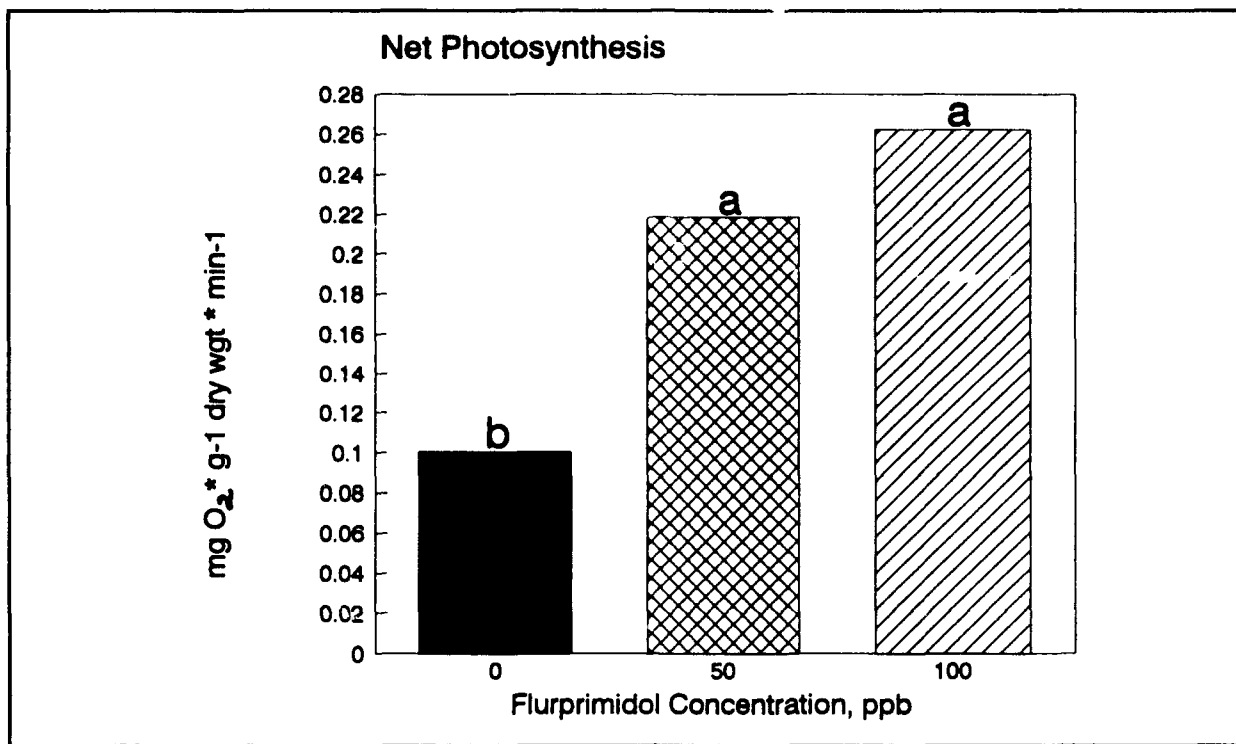 Net Photosynthesis
mg O₂* g-1 dry wgt * min-1
0.28
0.26
0.24
0.22
0.2
0.18
0.16
0.14
0.12
0.1
0.08
0.06
0.04
0.02
0
b
a
a
0 50 100
Flurprimidol Concentration, ppb